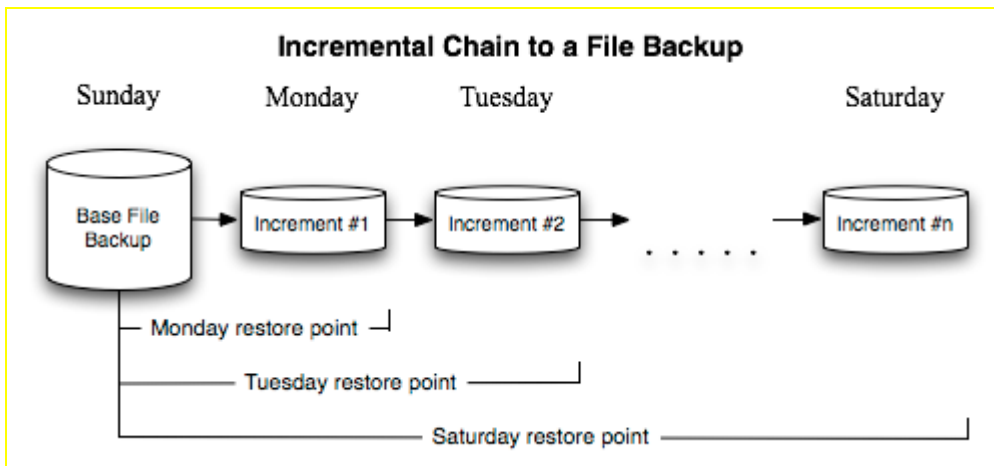 Incremental Chain to a File Backup
Sunday Monday Tuesday Saturday
Base File
Backup
Increment #1 Increment #2 . . . . . Increment #n
Monday restore point
Tuesday restore point
Saturday restore point